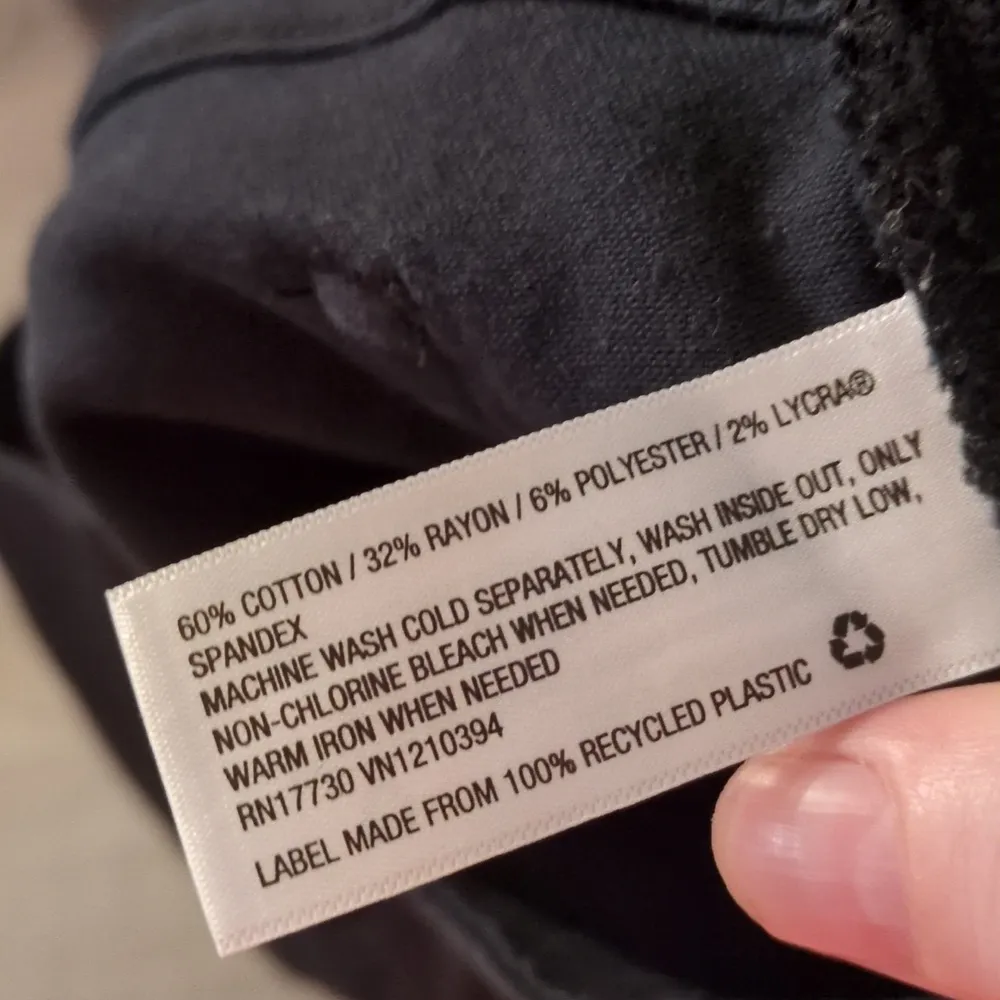 60% COTTON / 32% RAYON / 6% POLYESTER / 2% LYCRA®
SPANDEX
MACHINE WASH COLD SEPARATELY, WASH INSIDE OUT, ONLY
NON-CHLORINE BLEACH WHEN NEEDED, TUMBLE DRY LOW,
WARM IRON WHEN NEEDED
RN17730 VN1210394
LABEL MADE FROM 100% RECYCLED PLASTIC